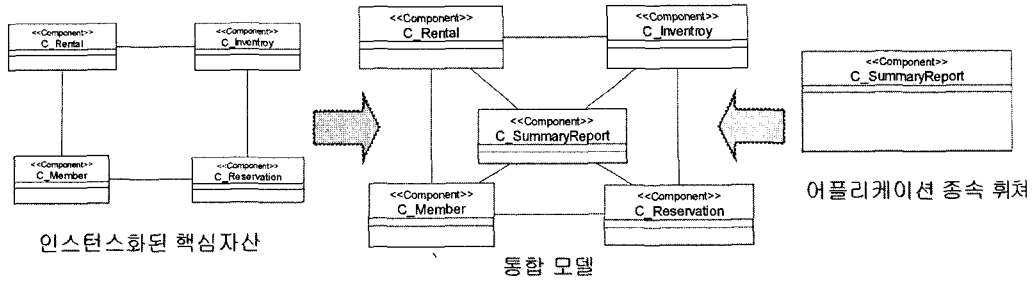 <<Component>>
C_Rental
<<Component>>
C_Inventroy
<<Component>>
C_Member
<<Component>>
C_Reservation
인스턴스화된 핵심자산
<<Component>>
C_Rental
<<Component>>
C_Inventroy
<<Component>>
C_SummaryReport
<<Component>>
C_Member
<<Component>>
C_Reservation
통합 모델
<<Component>>
C_SummaryReport
어플리케이션 종속 휘쳐